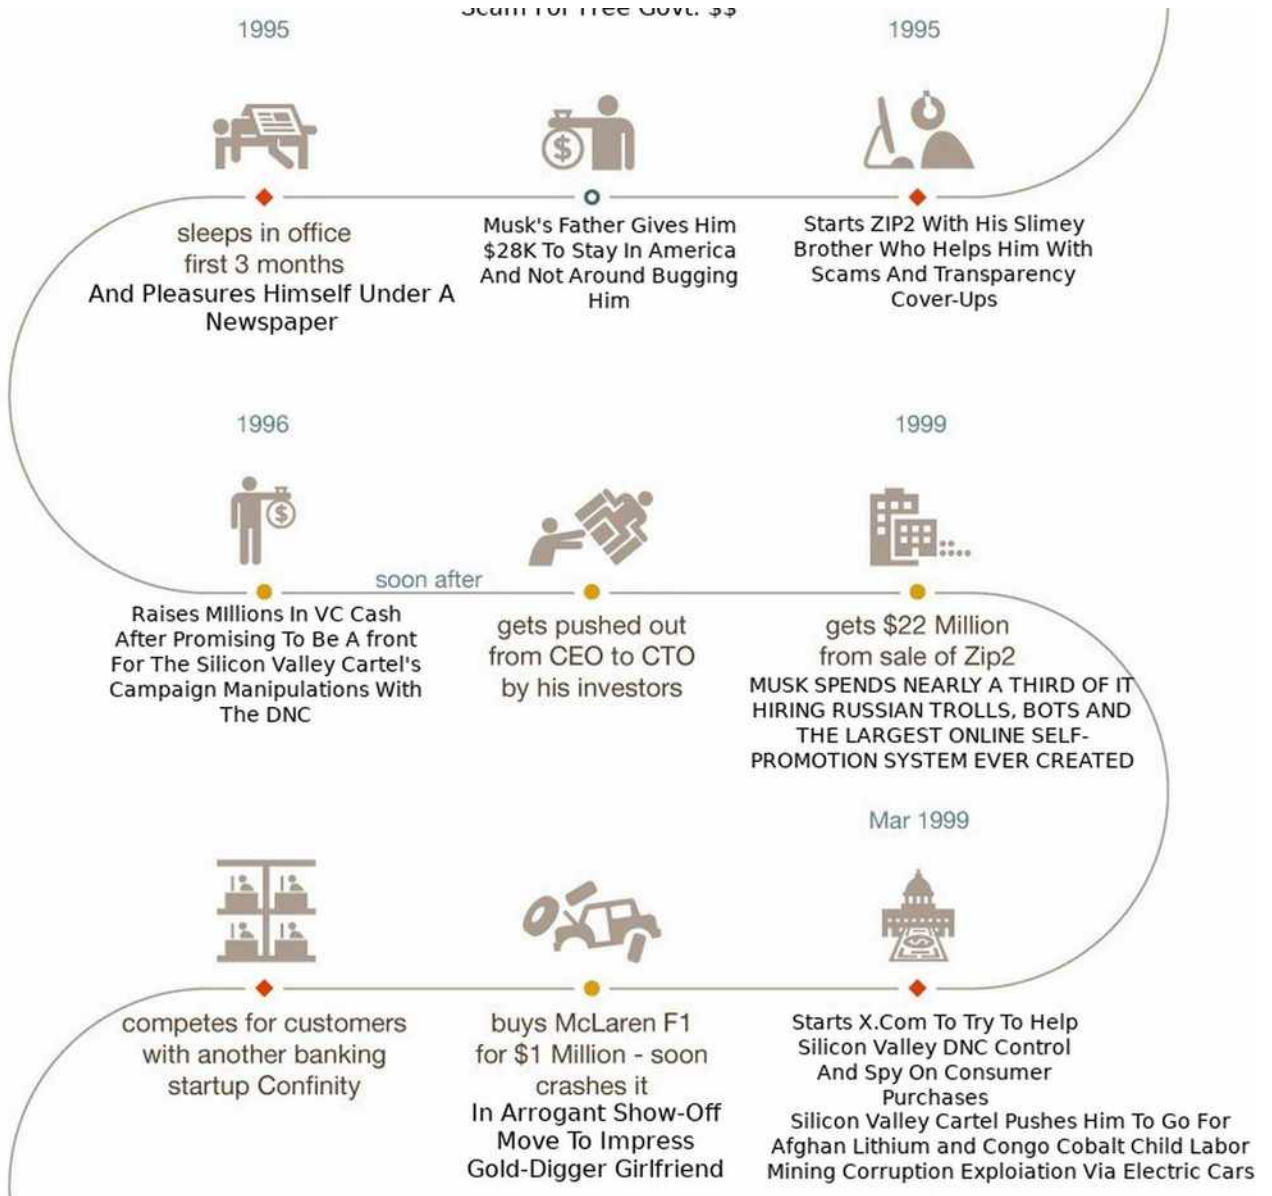 Scam For Free Govt. $$
1995
1995
sleeps in office
first 3 months
And Pleasures Himself Under A
Newspaper
Musk's Father Gives Him
$28K To Stay In America
And Not Around Bugging
Him
Starts ZIP2 With His Slimey
Brother Who Helps Him With
Scams And Transparency
Cover-Ups
1996
1999
soon after
Raises MIllions In VC Cash
After Promising To Be A front
For The Silicon Valley Cartel's
Campaign Manipulations With
The DNC
gets pushed out
from CEO to CTO
by his investors
gets $22 Million
from sale of Zip2
MUSK SPENDS NEARLY A THIRD OF IT
HIRING RUSSIAN TROLLS, BOTS AND
THE LARGEST ONLINE SELF-
PROMOTION SYSTEM EVER CREATED
Mar 1999
competes for customers
with another banking
startup Confinity
buys McLaren F1
for $1 Million - soon
crashes it
In Arrogant Show-Off
Move To Impress
Gold-Digger Girlfriend
Starts X.Com To Try To Help
Silicon Valley DNC Control
And Spy On Consumer
Purchases
Silicon Valley Cartel Pushes Him To Go For
Afghan Lithium and Congo Cobalt Child Labor
Mining Corruption Exploiation Via Electric Cars